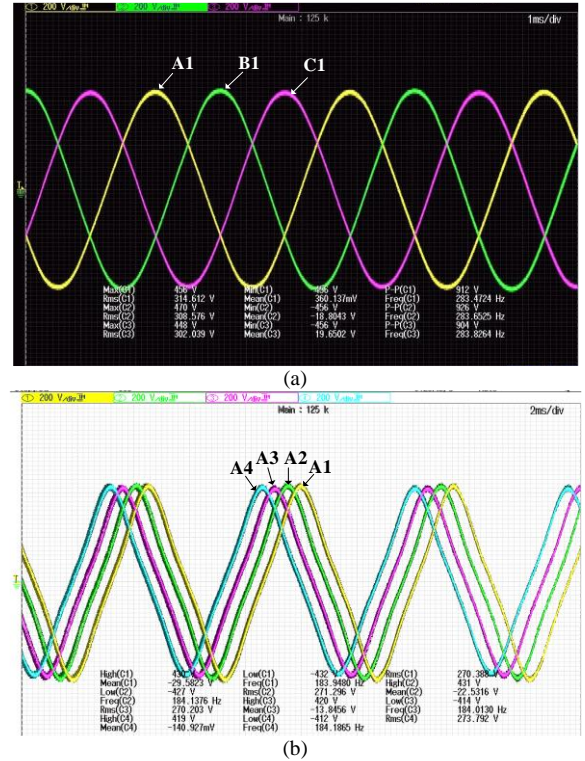 ① 200 V 2 200 V 3 200 V
Main : 125 k 1ms/div
A1 B1 C1
T
Max(C1) 456 V Min(C1) -456 V P-P(C1) 912 V
Rms(C1) 314.612 V Mean(C1) 360.137mV Freq(C1) 283.4724 Hz
Max(C2) 470 V Min(C2) -456 V P-P(C2) 926 V
Rms(C2) 308.576 V Mean(C2) -18.8043 V Freq(C2) 283.6525 Hz
Max(C3) 448 V Min(C3) -456 V P-P(C3) 904 V
Rms(C3) 302.039 V Mean(C3) 19.6502 V Freq(C3) 283.8264 Hz
(a)
① 200 V 200 V 3 200 V 200 V
Main : 125 k 2ms/div
A4 A3 A2 A1
T
High(C1) V Low(C1) -432 V Rms(C1) 270.388 V
Mean(C1) -29.5823 V Freq(C1) 183.9480 Hz High(C2) 431 V
Low(C2) -427 V Rms(C2) 271.296 V Mean(C2) -22.5316 V
Freq(C2) 184.1376 Hz High(C3) 420 V Low(C3) -414 V
Rms(C3) 270.203 V Mean(C3) -13.8456 V Freq(C3) 184.0130 Hz
High(C4) 419 V Low(C4) -412 V Rms(C4) 273.792 V
Mean(C4) -140.927mV Freq(C4) 184.1865 Hz
(b)